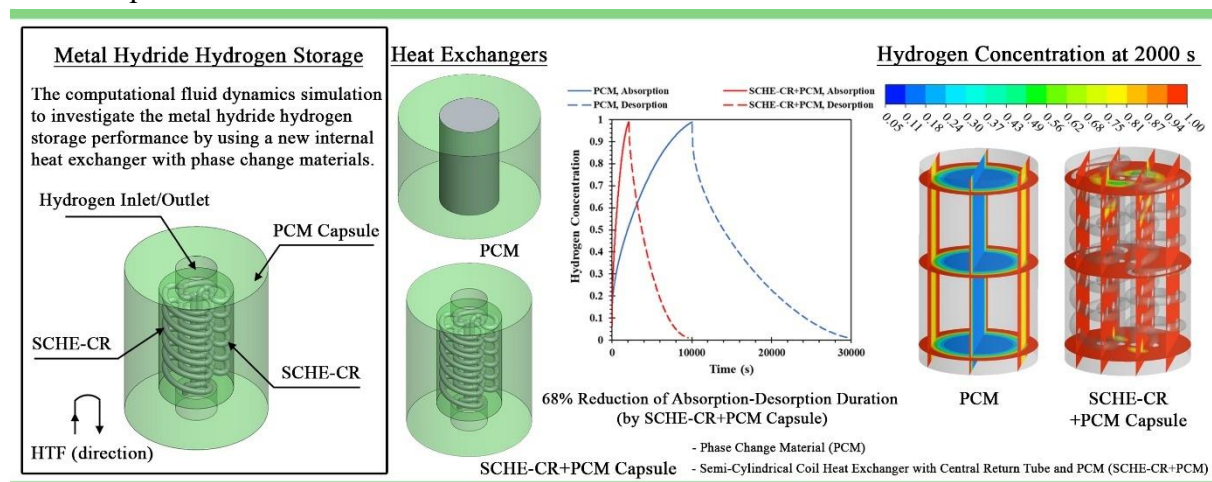 Metal Hydride Hydrogen Storage
The computational fluid dynamics simulation
to investigate the metal hydride hydrogen
storage performance by using a new internal
heat exchanger with phase change materials.
Hydrogen Inlet/Outlet
PCM Capsule
SCHE-CR
SCHE-CR
HTF (direction)
Heat Exchangers
PCM
SCHE-CR+PCM Capsule
PCM, Absorption
SCHE-CR+PCM, Absorption
PCM, Desorption
SCHE-CR+PCM, Desorption
Hydrogen Concentration
1
0.9
0.8
0.7
0.6
0.5
0.4
0.3
0.2
0.1
0
0
10000
20000
30000
Time (s)
68% Reduction of Absorption-Desorption Duration
(by SCHE-CR+PCM Capsule)
- Phase Change Material (PCM)
- Semi-Cylindrical Coil Heat Exchanger with Central Return Tube and PCM (SCHE-CR+PCM)
Hydrogen Concentration at 2000 s
0.05
0.11
0.18
0.24
0.30
0.37
0.43
0.49
0.56
0.62
0.68
0.75
0.81
0.87
0.94
1.00
PCM
SCHE-CR
+PCM Capsule